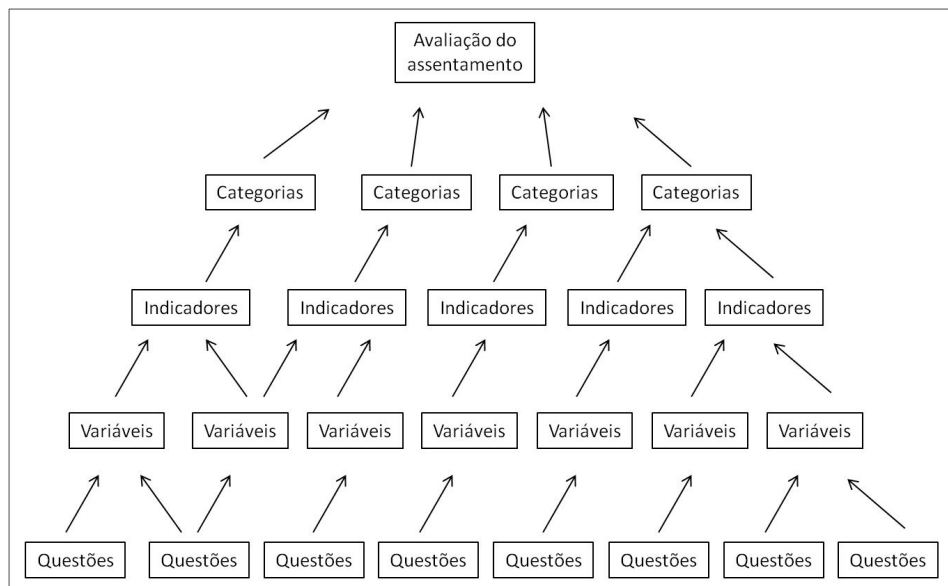 Avaliação do
assentamento
Categorias Categorias Categorias Categorias
Indicadores Indicadores Indicadores Indicadores Indicadores
Variáveis Variáveis Variáveis Variáveis Variáveis Variáveis Variáveis
Questões Questões Questões Questões Questões Questões Questões Questões